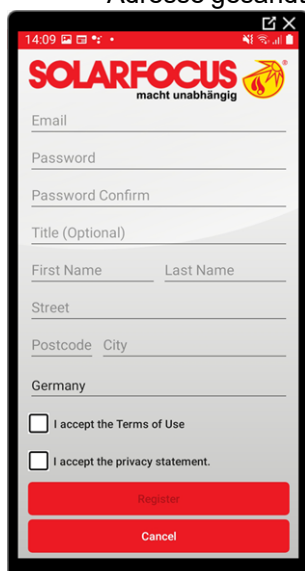 Adresse gesandt
14:09
SOLARFOCUS
macht unabhängig
Email
Password
Password Confirm
Title (Optional)
First Name Last Name
Street
Postcode City
Germany
I accept the Terms of Use
I accept the privacy statement.
Register
Cancel